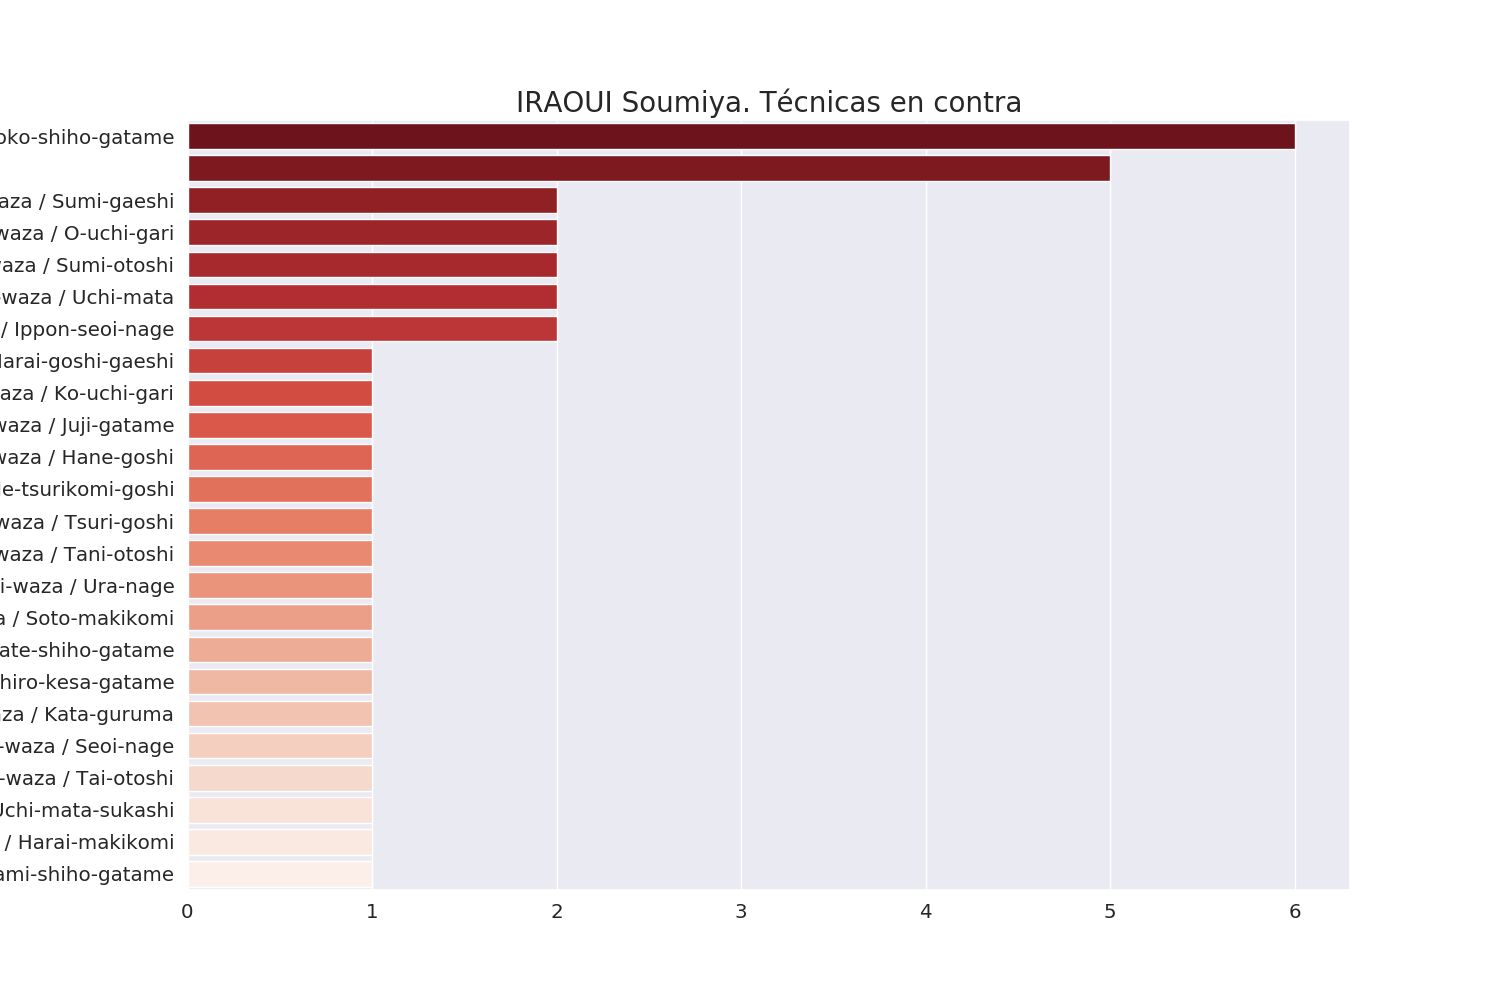 IRAOUI Soumiya. Técnicas en contra
oko-shiho-gatame
aza / Sumi-gaeshi
waza / O-uchi-gari
aza / Sumi-otoshi
-waza / Uchi-mata
/ Ippon-seoi-nage
Harai-goshi-gaeshi
aza / Ko-uchi-gari
waza / Juji-gatame
waza / Hane-goshi
de-tsurikomi-goshi
waza / Tsuri-goshi
waza / Tani-otoshi
i-waza / Ura-nage
a / Soto-makikomi
ate-shiho-gatame
hiro-kesa-gatame
aza / Kata-guruma
-waza / Seoi-nage
-waza / Tai-otoshi
Uchi-mata-sukashi
/ Harai-makikomi
ami-shiho-gatame
0 1 2 3 4 5 6